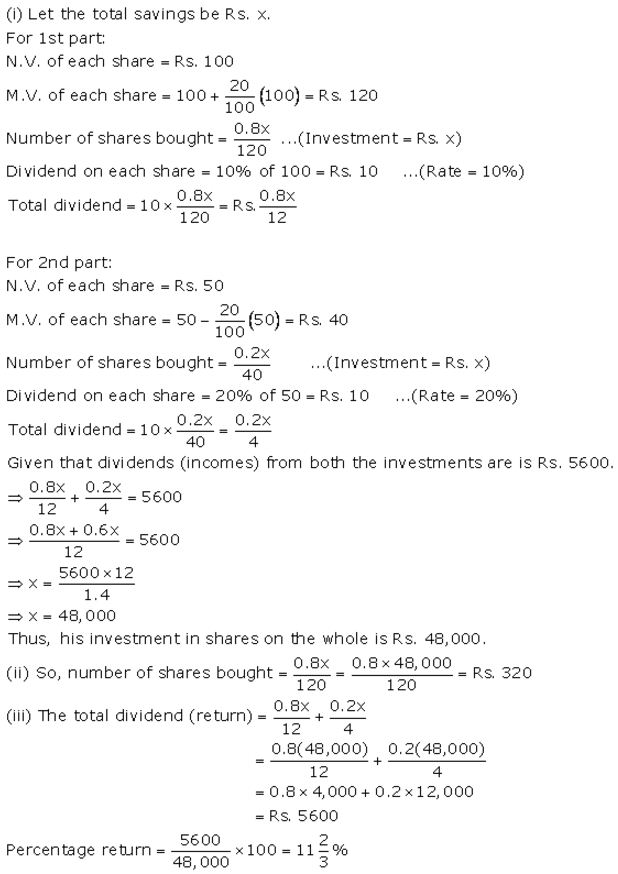 (i) Let the total savings be Rs. x.
For 1st part:
N.V. of each share = Rs. 100
M.V. of each share = 100 + 20/100 (100) = Rs. 120
Number of shares bought = 0.8x/120 ...(Investment = Rs. x)
Dividend on each share = 10% of 100 = Rs. 10 ...(Rate = 10%)
Total dividend = 10 × 0.8x/120 = Rs. 0.8x/12
For 2nd part:
N.V. of each share = Rs. 50
M.V. of each share = 50 − 20/100 (50) = Rs. 40
Number of shares bought = 0.2x/40 ...(Investment = Rs. x)
Dividend on each share = 20% of 50 = Rs. 10 ...(Rate = 20%)
Total dividend = 10 × 0.2x/40 = 0.2x/4
Given that dividends (incomes) from both the investments are is Rs. 5600.
⇒ 0.8x/12 + 0.2x/4 = 5600
⇒ (0.8x + 0.6x)/12 = 5600
⇒ x = (5600 × 12)/1.4
⇒ x = 48,000
Thus, his investment in shares on the whole is Rs. 48,000.
(ii) So, number of shares bought = 0.8x/120 = (0.8 × 48,000)/120 = Rs. 320
(iii) The total dividend (return) = 0.8x/12 + 0.2x/4
= 0.8(48,000)/12 + 0.2(48,000)/4
= 0.8 × 4,000 + 0.2 × 12,000
= Rs. 5600
Percentage return = 5600/48,000 × 100 = 11 2/3 %